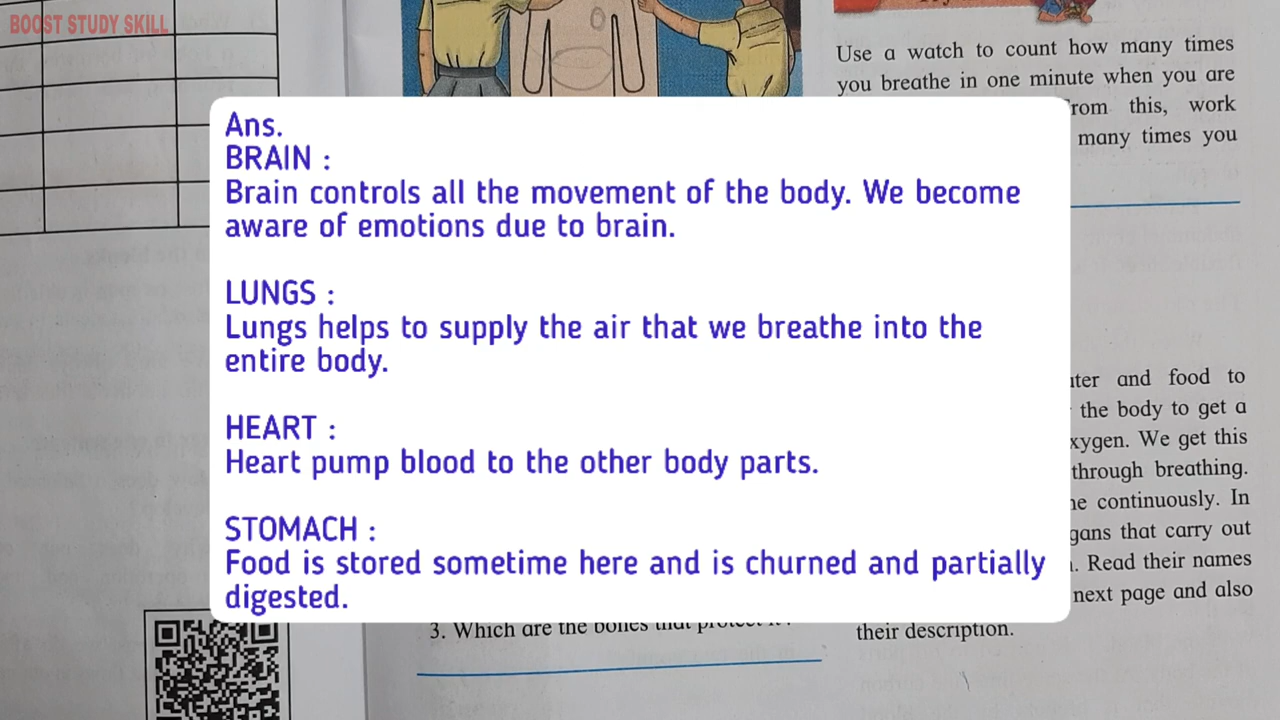 BOOST STUDY SKILL
Use a watch to count how many times
you breathe in one minute when you are
From this, work
many times you
Ans.
BRAIN :
Brain controls all the movement of the body. We become
aware of emotions due to brain.
LUNGS :
Lungs helps to supply the air that we breathe into the
entire body.
HEART :
Heart pump blood to the other body parts.
STOMACH :
Food is stored sometime here and is churned and partially
digested.
and food to
the body to get a
We get this
through breathing.
continuously. In
that carry out
Read their names
next page and also
their description.
3. Which are the bones that protect it?